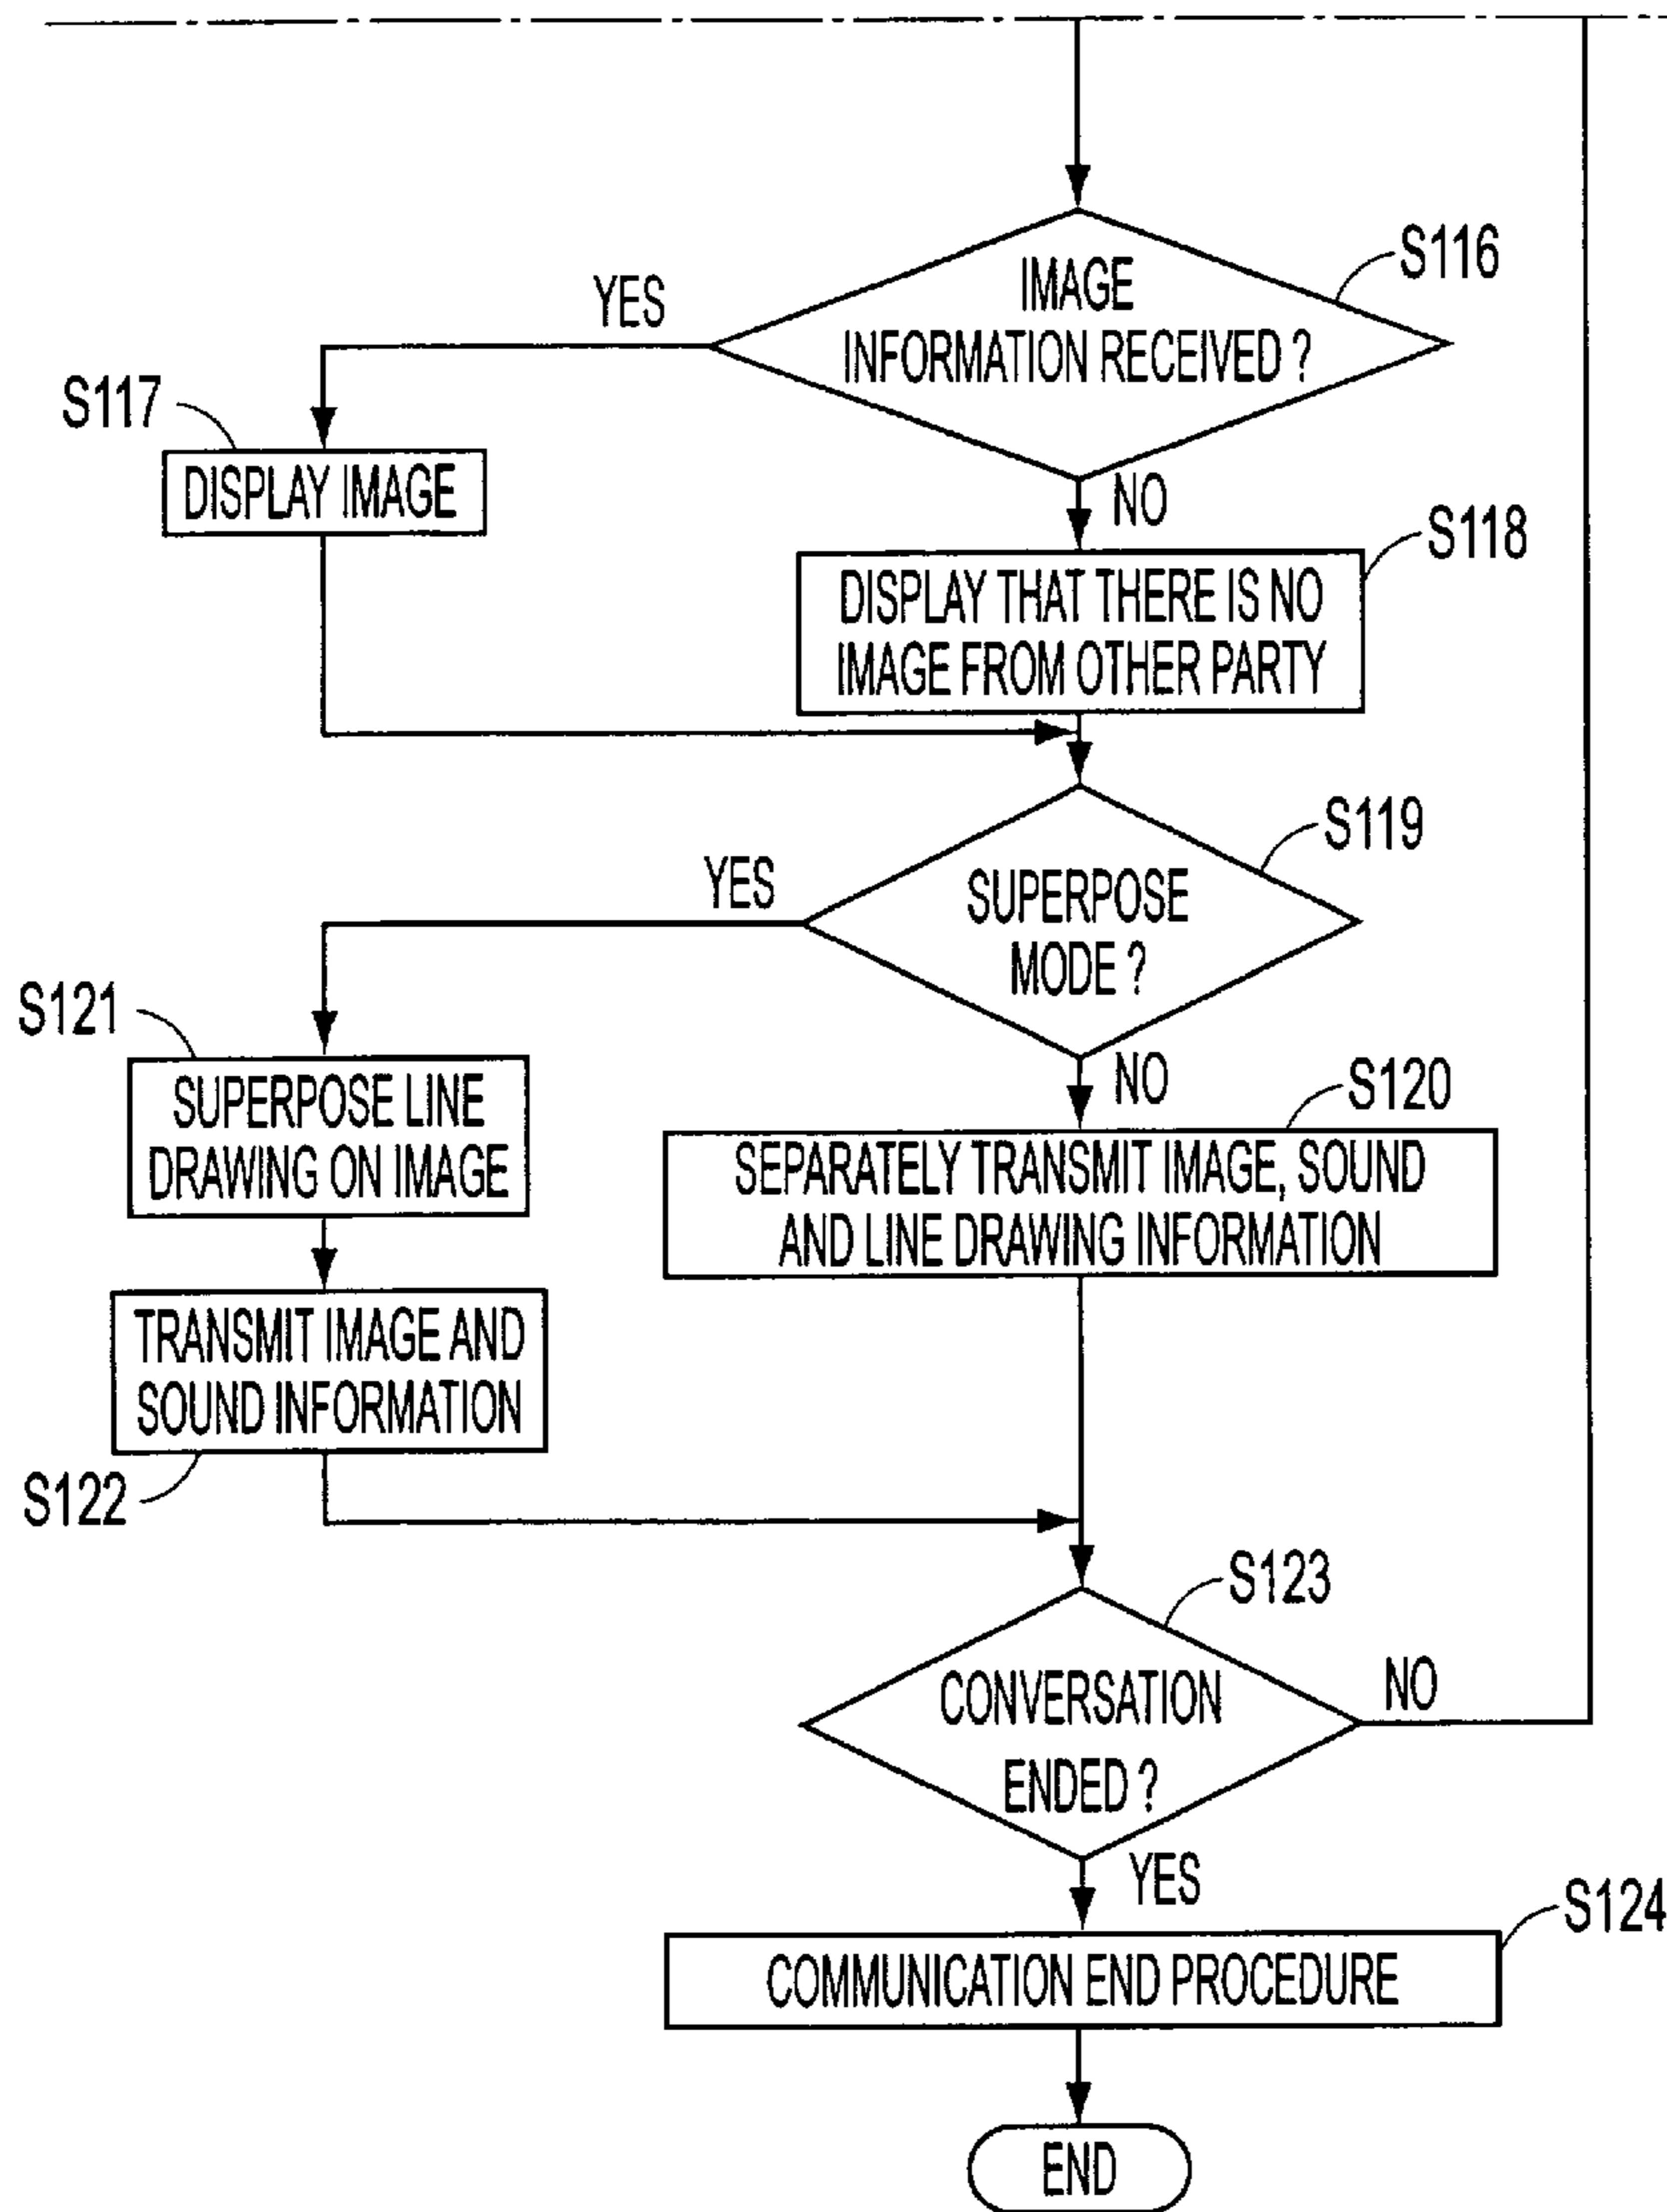 S116
IMAGE
INFORMATION RECEIVED ?
YES
S117
DISPLAY IMAGE
NO
S118
DISPLAY THAT THERE IS NO
IMAGE FROM OTHER PARTY
S119
YES
SUPERPOSE
MODE ?
S121
NO
S120
SUPERPOSE LINE
DRAWING ON IMAGE
SEPARATELY TRANSMIT IMAGE, SOUND
AND LINE DRAWING INFORMATION
TRANSMIT IMAGE AND
SOUND INFORMATION
S122
S123
CONVERSATION
ENDED ?
NO
YES
S124
COMMUNICATION END PROCEDURE
END